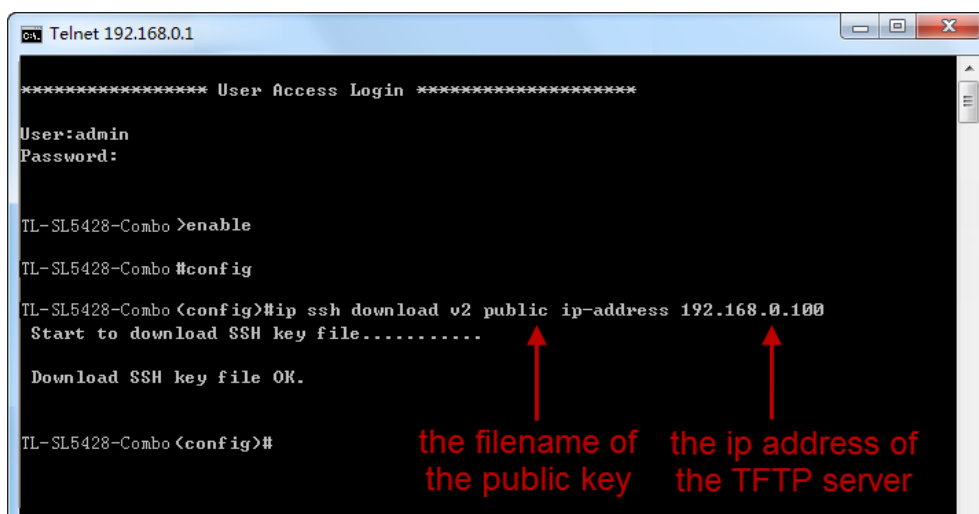 Telnet 192.168.0.1
***************** User Access Login ********************
User:admin
Password:
TL-SL5428-Combo >enable
TL-SL5428-Combo #config
TL-SL5428-Combo (config)#ip ssh download v2 public ip-address 192.168.0.100
Start to download SSH key file...........
Download SSH key file OK.
TL-SL5428-Combo (config)#
the filename of
the public key
the ip address of
the TFTP server